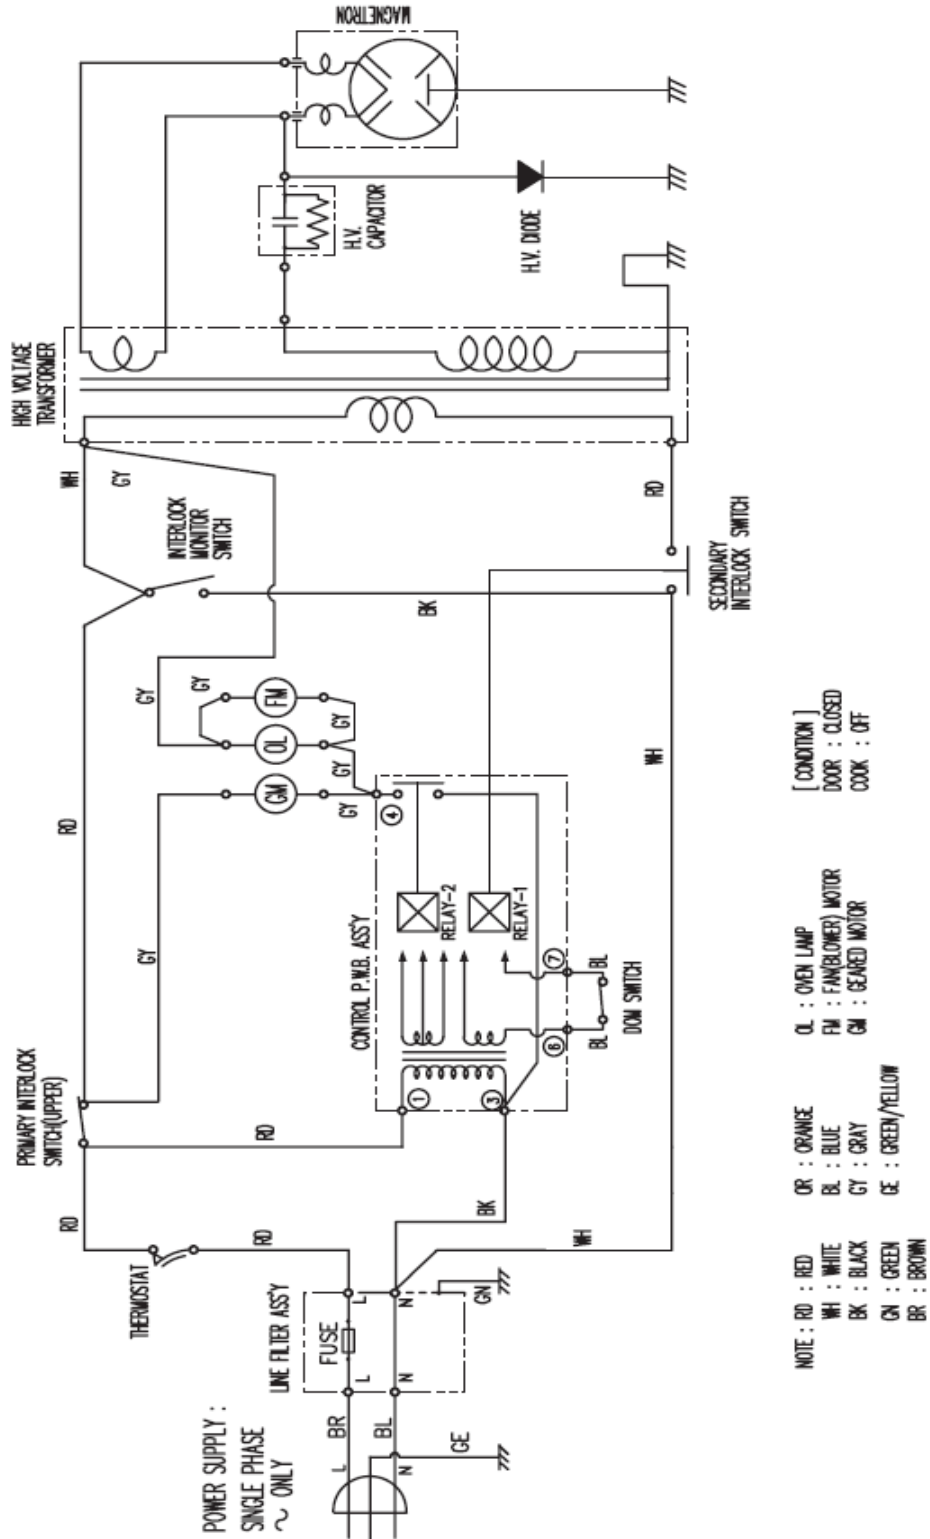 POWER SUPPLY :
SINGLE PHASE
~ ONLY
L
N
BR
BL
GE
LINE FILTER ASS'Y
FUSE
L
N
L
N
GN
THERMOSTAT
RD
RD
BK
WH
PRIMARY INTERLOCK
SWITCH(UPPER)
RD
GY
RD
CONTROL P.W.B. ASS'Y
1
3
4
6
7
RELAY-2
RELAY-1
BL
BL
DOM SWITCH
GM
OL
FM
GY
GY
GY
GY
GY
INTERLOCK
MONITOR
SWITCH
BK
WH
WH
GY
RD
SECONDARY
INTERLOCK SWITCH
HIGH VOLTAGE
TRANSFORMER
H.V.
CAPACITOR
H.V. DIODE
MAGNETRON
NOTE : RD : RED
WH : WHITE
BK : BLACK
GN : GREEN
BR : BROWN
OR : ORANGE
BL : BLUE
GY : GRAY
GE : GREEN/YELLOW
OL : OVEN LAMP
FM : FAN(BLOWER) MOTOR
GM : GEARED MOTOR
[ CONDITION ]
DOOR : CLOSED
COOK : OFF